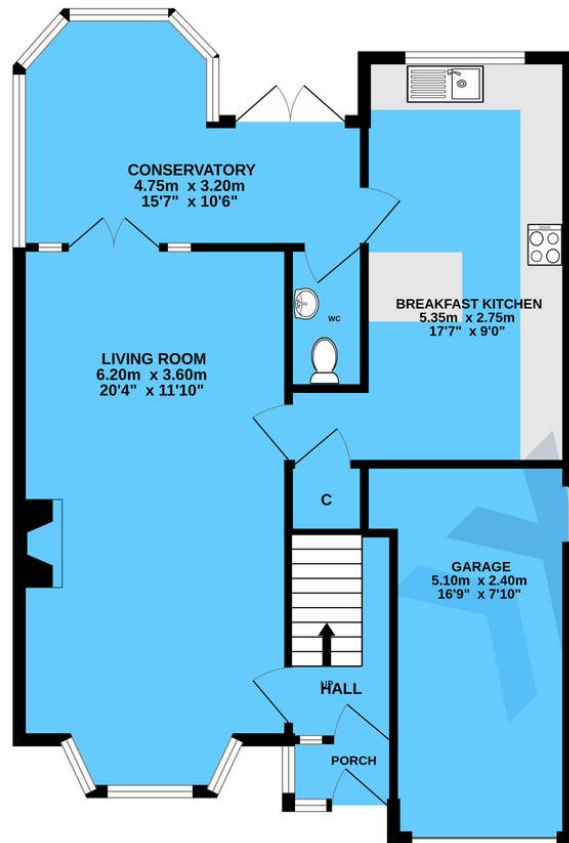 CONSERVATORY
4.75m x 3.20m
15'7" x 10'6"
WC
BREAKFAST KITCHEN
5.35m x 2.75m
17'7" x 9'0"
LIVING ROOM
6.20m x 3.60m
20'4" x 11'10"
C
GARAGE
5.10m x 2.40m
16'9" x 7'10"
UP
HALL
PORCH